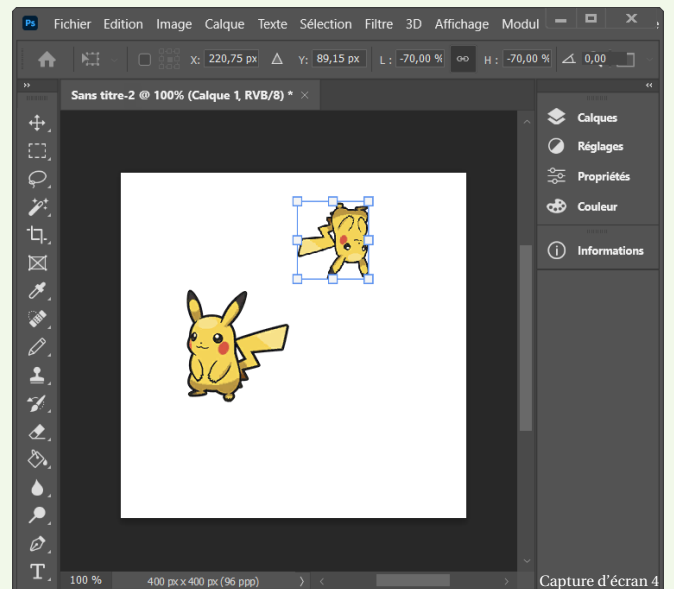 Ps Fichier Edition Image Calque Texte Sélection Filtre 3D Affichage Modul
X: 220,75 px Y: 89,15 px L : -70,00 % H : -70,00 % 0,00
Sans titre-2 @ 100% (Calque 1, RVB/8) * ×
Calques
Réglages
Propriétés
Couleur
Informations
T
100 % 400 px x 400 px (96 ppp)
Capture d'écran 4